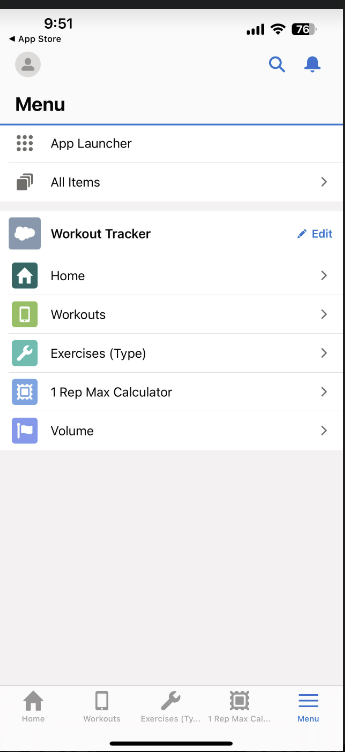 9:51
76
◀ App Store
Menu
App Launcher
All Items
Workout Tracker
Edit
Home
Workouts
Exercises (Type)
1 Rep Max Calculator
Volume
Home
Workouts
Exercises (Ty...
1 Rep Max Cal...
Menu